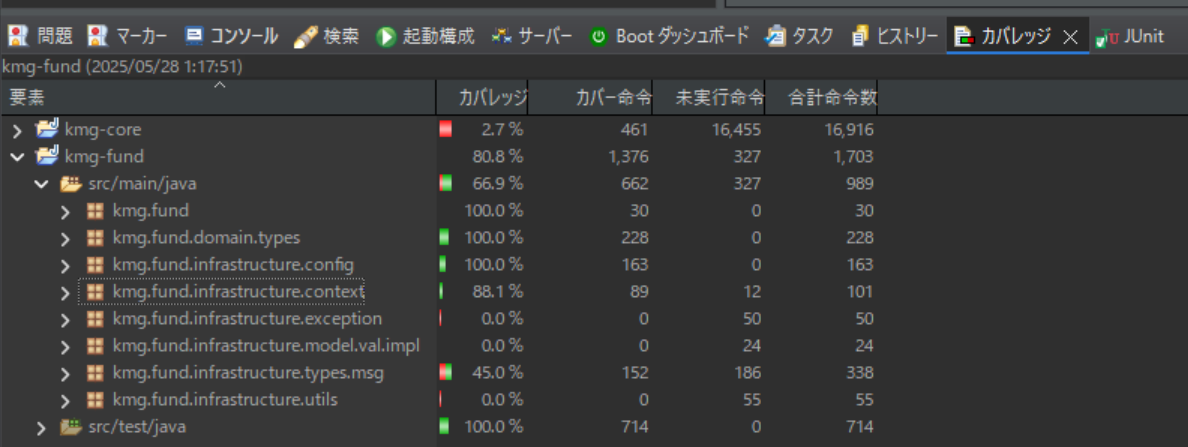 問題 マーカー コンソール 検索 起動構成 サーバー Boot ダッシュボード タスク ヒストリー カバレッジ JUnit
kmg-fund (2025/05/28 1:17:51)
要素 カバレッジ カバー命令 未実行命令 合計命令数
kmg-core 2.7 % 461 16,455 16,916
kmg-fund 80.8 % 1,376 327 1,703
src/main/java 66.9 % 662 327 989
kmg.fund 100.0 % 30 0 30
kmg.fund.domain.types 100.0 % 228 0 228
kmg.fund.infrastructure.config 100.0 % 163 0 163
kmg.fund.infrastructure.context 88.1 % 89 12 101
kmg.fund.infrastructure.exception 0.0 % 0 50 50
kmg.fund.infrastructure.model.val.impl 0.0 % 0 24 24
kmg.fund.infrastructure.types.msg 45.0 % 152 186 338
kmg.fund.infrastructure.utils 0.0 % 0 55 55
src/test/java 100.0 % 714 0 714